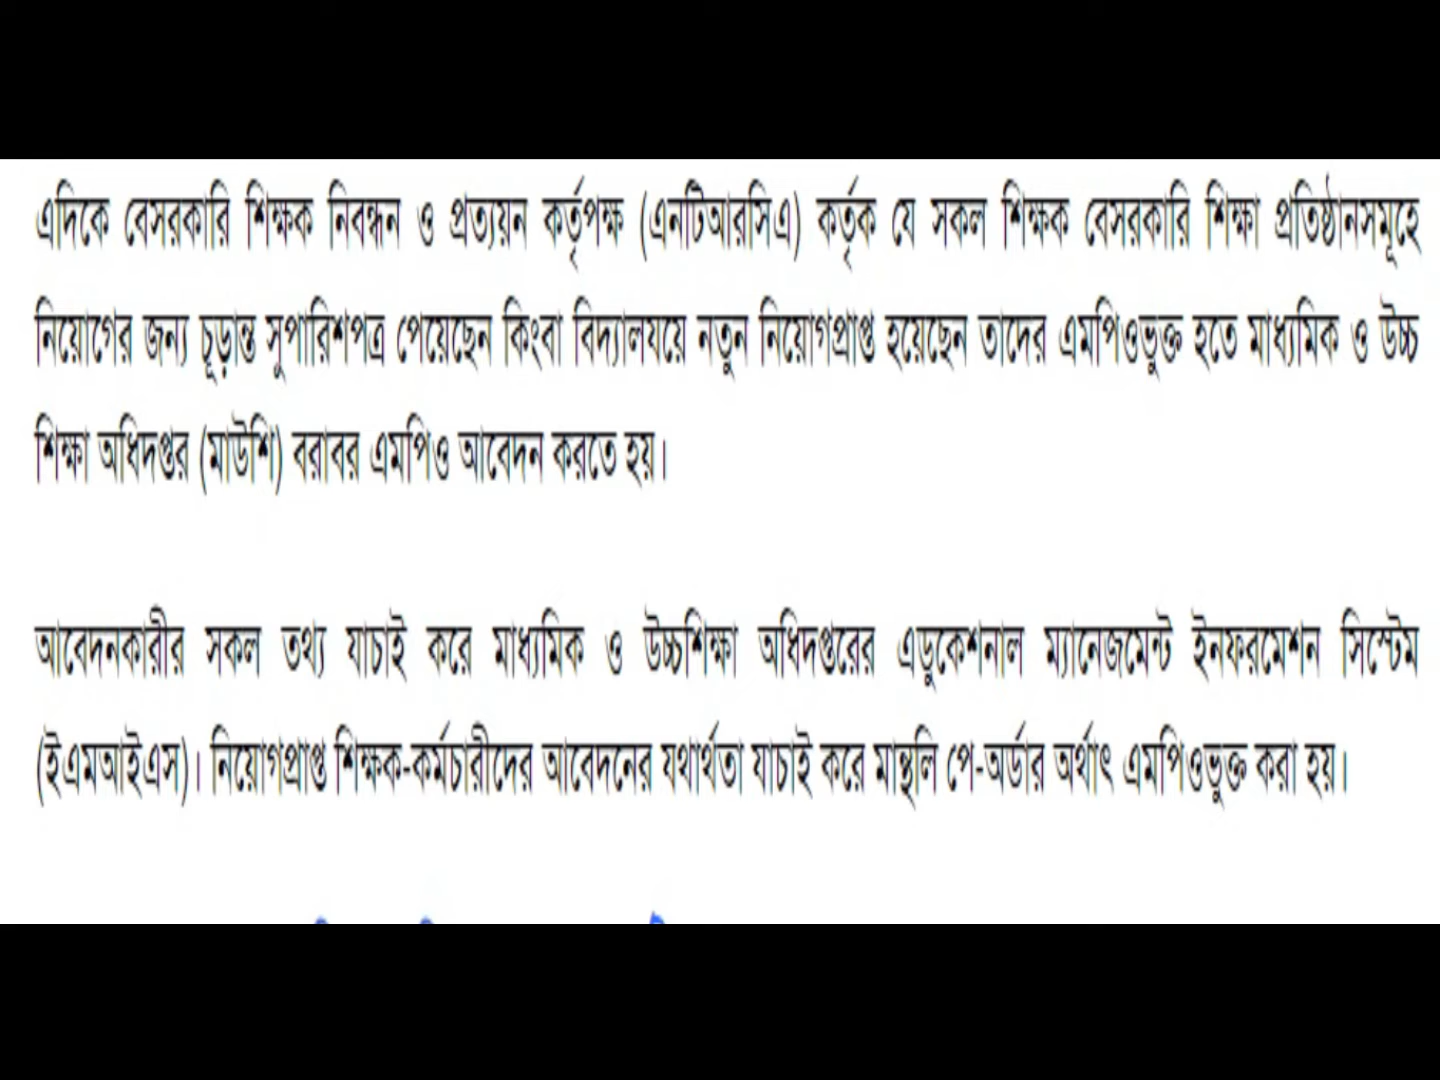 এদিকে বেসরকারি শিক্ষক নিবন্ধন ও প্রত্যয়ন কর্তৃপক্ষ (এনটিআরসিএ) কর্তৃক যে সকল শিক্ষক বেসরকারি শিক্ষা প্রতিষ্ঠানসমূহে
নিয়োগের জন্য চূড়ান্ত সুপারিশপত্র পেয়েছেন কিংবা বিদ্যালযয়ে নতুন নিয়োগপ্রাপ্ত হয়েছেন তাদের এমপিওভুক্ত হতে মাধ্যমিক ও উচ্চ
শিক্ষা অধিদপ্তর (মাউশি) বরাবর এমপিও আবেদন করতে হয়।
আবেদনকারীর সকল তথ্য যাচাই করে মাধ্যমিক ও উচ্চশিক্ষা অধিদপ্তরের এডুকেশনাল ম্যানেজমেন্ট ইনফরমেশন সিস্টেম
(ইএমআইএস)। নিয়োগপ্রাপ্ত শিক্ষক-কর্মচারীদের আবেদনের যথার্থতা যাচাই করে মান্থলি পে-অর্ডার অর্থাৎ এমপিওভুক্ত করা হয়।